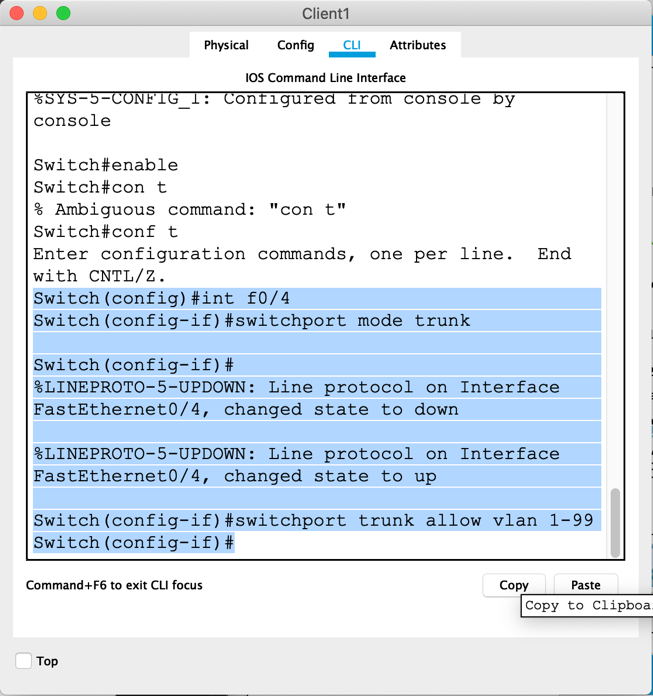 Client1
Physical Config CLI Attributes
IOS Command Line Interface
%SYS-5-CONFIG_I: Configured from console by
console
Switch#enable
Switch#con t
% Ambiguous command: "con t"
Switch#conf t
Enter configuration commands, one per line.  End
with CNTL/Z.
Switch(config)#int f0/4
Switch(config-if)#switchport mode trunk
Switch(config-if)#
%LINEPROTO-5-UPDOWN: Line protocol on Interface
FastEthernet0/4, changed state to down
%LINEPROTO-5-UPDOWN: Line protocol on Interface
FastEthernet0/4, changed state to up
Switch(config-if)#switchport trunk allow vlan 1-99
Switch(config-if)#
Command+F6 to exit CLI focus
Copy Paste
Copy to Clipboa
Top